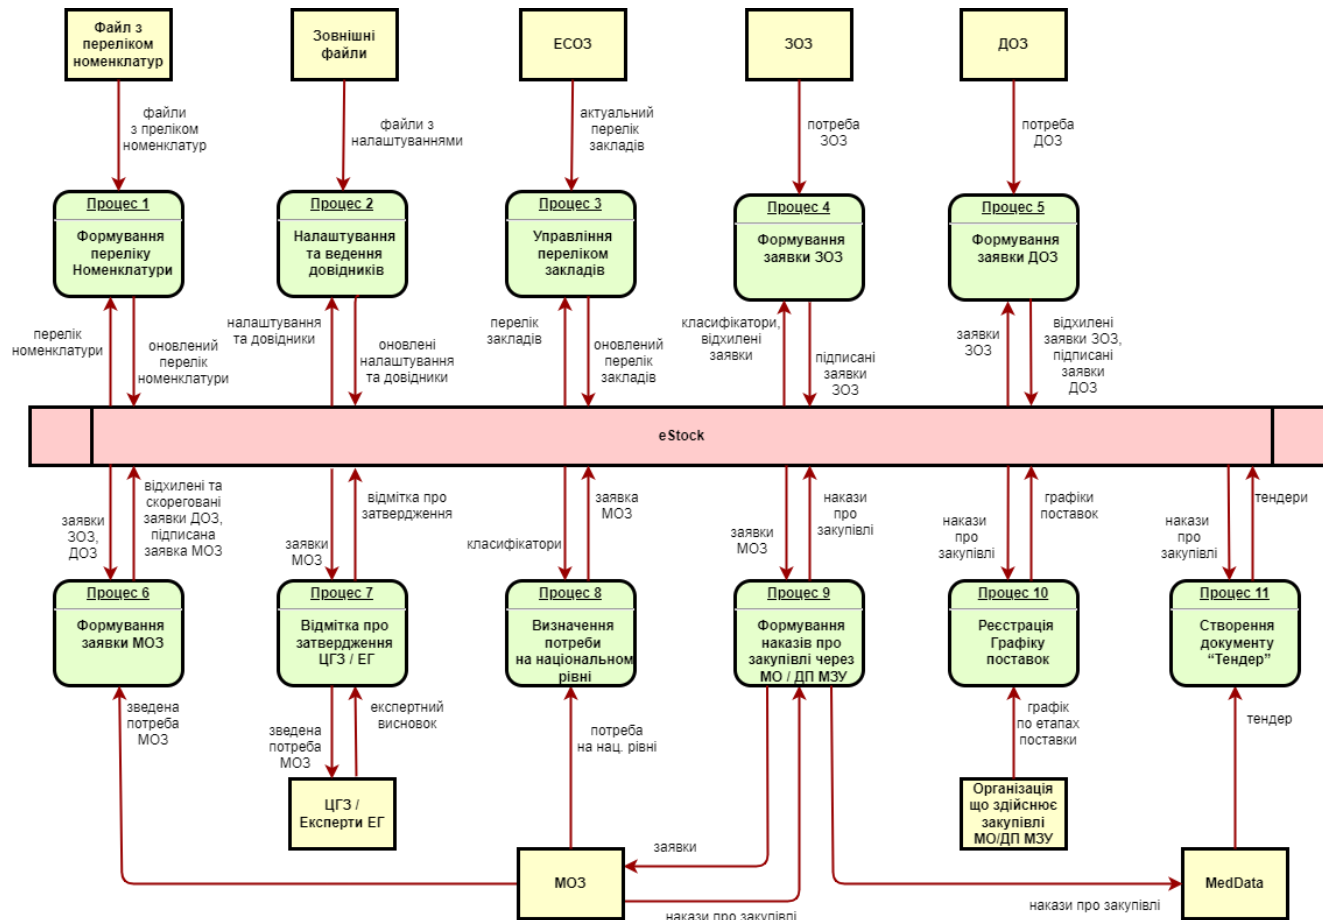 Файл з
переліком
номенклатур
Зовнішні
файли
ЕСОЗ
ЗОЗ
ДОЗ
файли
з преліком
номенклатур
файли з
налаштуваннями
актуальний
перелік
закладів
потреба
ЗОЗ
потреба
ДОЗ
Процес 1
Формування
переліку
Номенклатури
Процес 2
Налаштування
та ведення
довідників
Процес 3
Управління
переліком
закладів
Процес 4
Формування
заявки ЗОЗ
Процес 5
Формування
заявки ДОЗ
перелік
номенклатури
оновлений
перелік
номенклатури
налаштування
та довідники
оновлені
налаштування
та довідники
перелік
закладів
оновлений
перелік
закладів
класифікатори,
відхилені
заявки
підписані
заявки
ЗОЗ
заявки
ЗОЗ
відхилені
заявки ЗОЗ,
підписані
заявки
ДОЗ
eStock
заявки
ЗОЗ,
ДОЗ
відхилені та
скореговані
заявки ДОЗ,
підписана
заявка МОЗ
заявки
МОЗ
відмітка про
затвердження
класифікатори
заявка
МОЗ
заявки
МОЗ
накази
про
закупівлі
накази
про
закупівлі
графіки
поставок
накази
про
закупівлі
тендери
Процес 6
Формування
заявки МОЗ
Процес 7
Відмітка про
затвердження
ЦГЗ / ЕГ
Процес 8
Визначення
потреби
на національном
рівні
Процес 9
Формування
наказів про
закупівлі через
МО / ДП МЗУ
Процес 10
Реєстрація
Графіку
поставок
Процес 11
Створення
документу
“Тендер”
зведена
потреба
МОЗ
зведена
потреба
МОЗ
експертний
висновок
потреба
на нац. рівні
графік
по етапах
поставки
тендер
ЦГЗ /
Експерти ЕГ
Організація
що здійснює
закупівлі
МО/ДП МЗУ
МОЗ
заявки
накази про закупівлі
MedData
накази про закупівлі